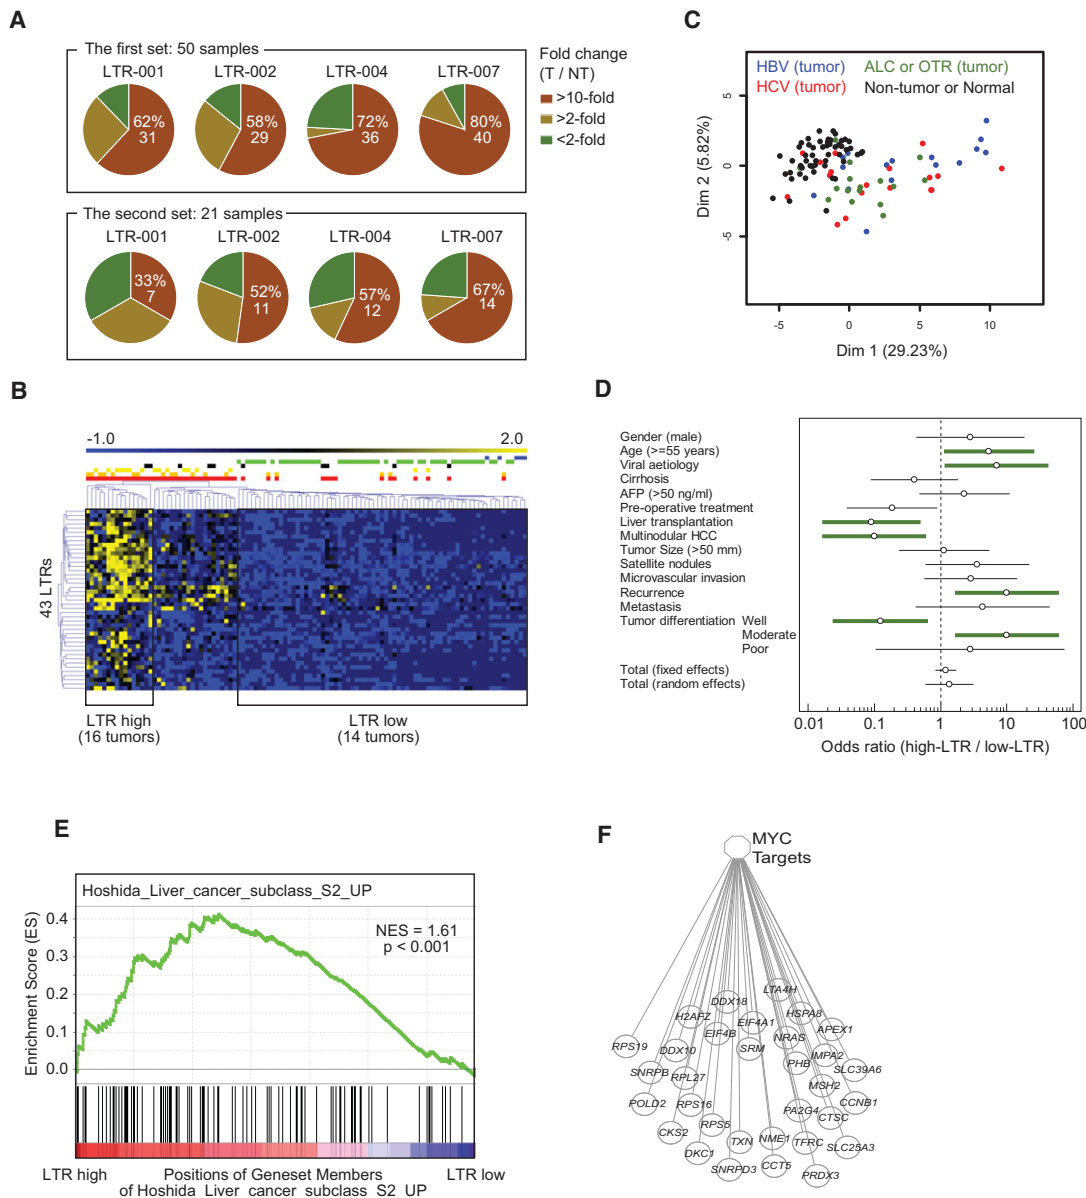 A
The first set: 50 samples
LTR-001
LTR-002
LTR-004
LTR-007
62%
31
58%
29
72%
36
80%
40
Fold change
(T / NT)
>10-fold
>2-fold
<2-fold
The second set: 21 samples
LTR-001
LTR-002
LTR-004
LTR-007
33%
7
52%
11
57%
12
67%
14
B
-1.0
2.0
43 LTRs
LTR high
(16 tumors)
LTR low
(14 tumors)
C
HBV (tumor)
ALC or OTR (tumor)
HCV (tumor)
Non-tumor or Normal
Dim 2 (5.82%)
5
0
-5
-5
0
5
10
Dim 1 (29.23%)
D
Gender (male)
Age (>=55 years)
Viral aetiology
Cirrhosis
AFP (>50 ng/ml)
Pre-operative treatment
Liver transplantation
Multinodular HCC
Tumor Size (>50 mm)
Satellite nodules
Microvascular invasion
Recurrence
Metastasis
Tumor differentiation Well
Moderate
Poor
Total (fixed effects)
Total (random effects)
0.01
0.1
1
10
100
Odds ratio (high-LTR / low-LTR)
E
Hoshida_Liver_cancer_subclass_S2_UP
NES = 1.61
p < 0.001
Enrichment Score (ES)
0.4
0.3
0.2
0.1
0.0
LTR high
Positions of Geneset Members
of Hoshida_Liver_cancer_subclass_S2_UP
LTR low
F
MYC
Targets
LTA4H
DDX18
HSPA8
H2AFZ
EIF4A1
APEX1
EIF4B
NRAS
RPS19
DDX10
SRM
IMPA2
PHB
SLC39A6
SNRPB
RPL27
MSH2
POLD2
RPS16
CCNB1
PA2G4
CTSC
RPS5
CKS2
TXN
NME1
TFRC
SLC25A3
DKC1
SNRPD3
CCT5
PRDX3